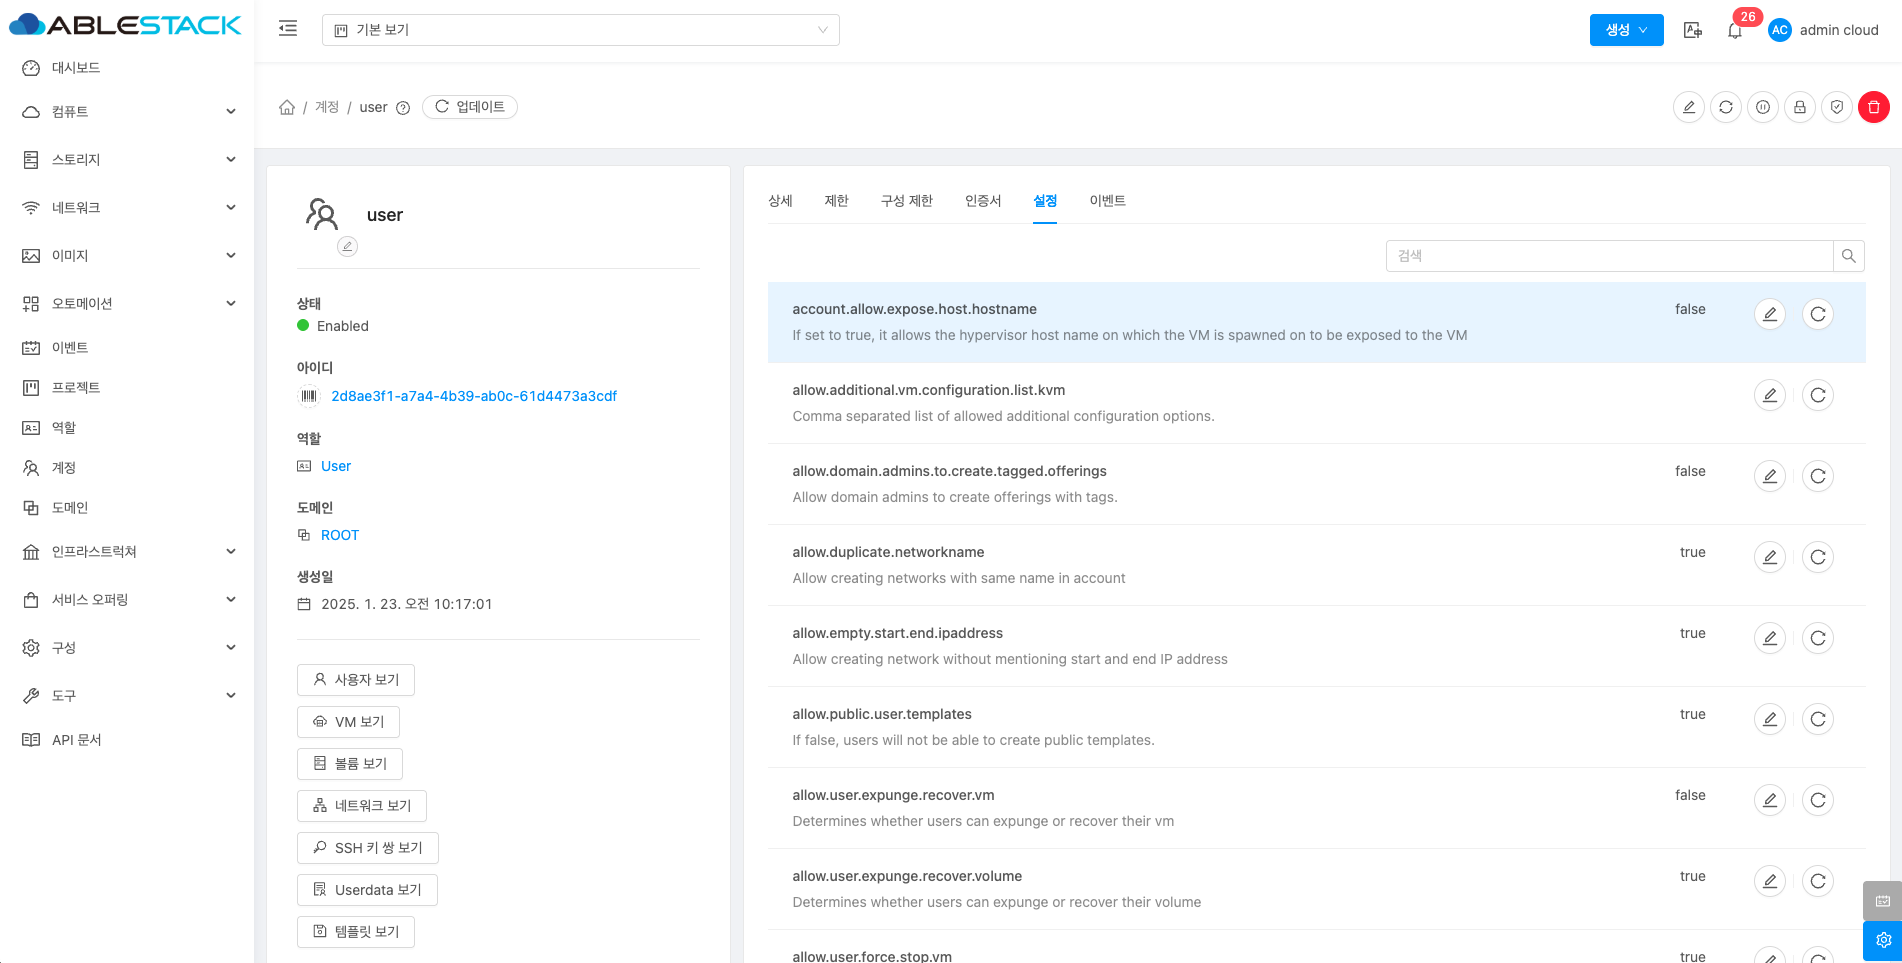 ABLESTACK
기본 보기
생성
26
AC
admin cloud
대시보드
컴퓨트
스토리지
네트워크
이미지
오토메이션
이벤트
프로젝트
역할
계정
도메인
인프라스트럭쳐
서비스 오퍼링
구성
도구
API 문서
/ 계정 / user
업데이트
user
상태
Enabled
아이디
2d8ae3f1-a7a4-4b39-ab0c-61d4473a3cdf
역할
User
도메인
ROOT
생성일
2025. 1. 23. 오전 10:17:01
사용자 보기
VM 보기
볼륨 보기
네트워크 보기
SSH 키 쌍 보기
Userdata 보기
템플릿 보기
상세 제한 구성 제한 인증서 설정 이벤트
검색
account.allow.expose.host.hostname false
If set to true, it allows the hypervisor host name on which the VM is spawned on to be exposed to the VM
allow.additional.vm.configuration.list.kvm
Comma separated list of allowed additional configuration options.
allow.domain.admins.to.create.tagged.offerings false
Allow domain admins to create offerings with tags.
allow.duplicate.networkname true
Allow creating networks with same name in account
allow.empty.start.end.ipaddress true
Allow creating network without mentioning start and end IP address
allow.public.user.templates true
If false, users will not be able to create public templates.
allow.user.expunge.recover.vm false
Determines whether users can expunge or recover their vm
allow.user.expunge.recover.volume true
Determines whether users can expunge or recover their volume
allow.user.force.stop.vm true